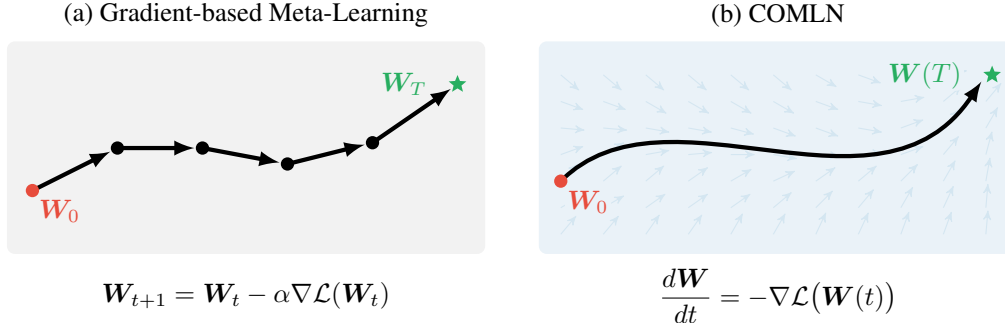 (a) Gradient-based Meta-Learning
W_T
W_0
W_{t+1} = W_t − α∇ℒ(W_t)
(b) COMLN
W(T)
W_0
dW/dt = −∇ℒ(W(t))